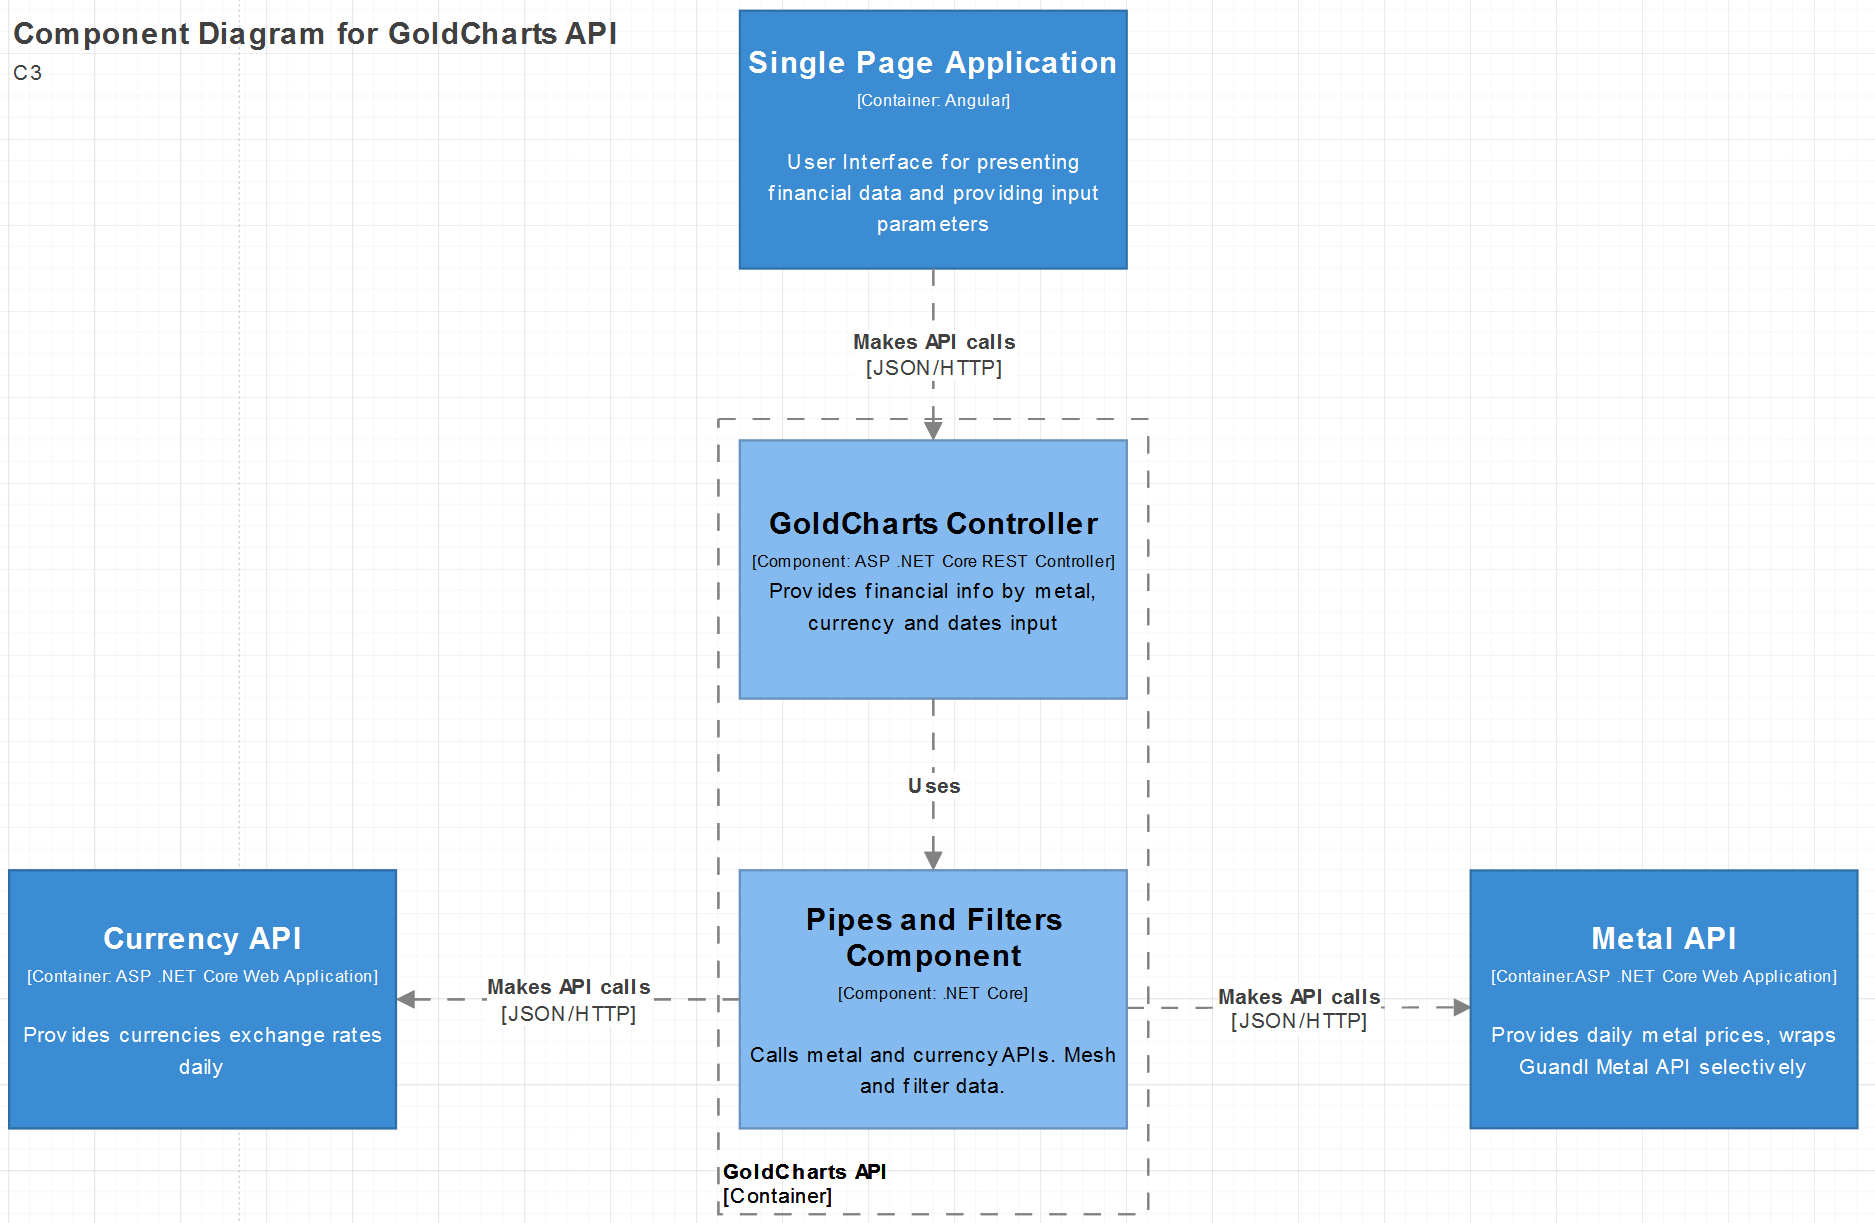 Component Diagram for GoldCharts API
C3
Single Page Application
[Container: Angular]
User Interface for presenting
financial data and providing input
parameters
Makes API calls
[JSON/HTTP]
GoldCharts Controller
[Component: ASP .NET Core REST Controller]
Provides financial info by metal,
currency and dates input
Uses
Currency API
[Container: ASP .NET Core Web Application]
Provides currencies exchange rates
daily
Makes API calls
[JSON/HTTP]
Pipes and Filters
Component
[Component: .NET Core]
Calls metal and currency APIs. Mesh
and filter data.
Makes API calls
[JSON/HTTP]
Metal API
[Container:ASP .NET Core Web Application]
Provides daily metal prices, wraps
Guandl Metal API selectively
GoldCharts API
[Container]